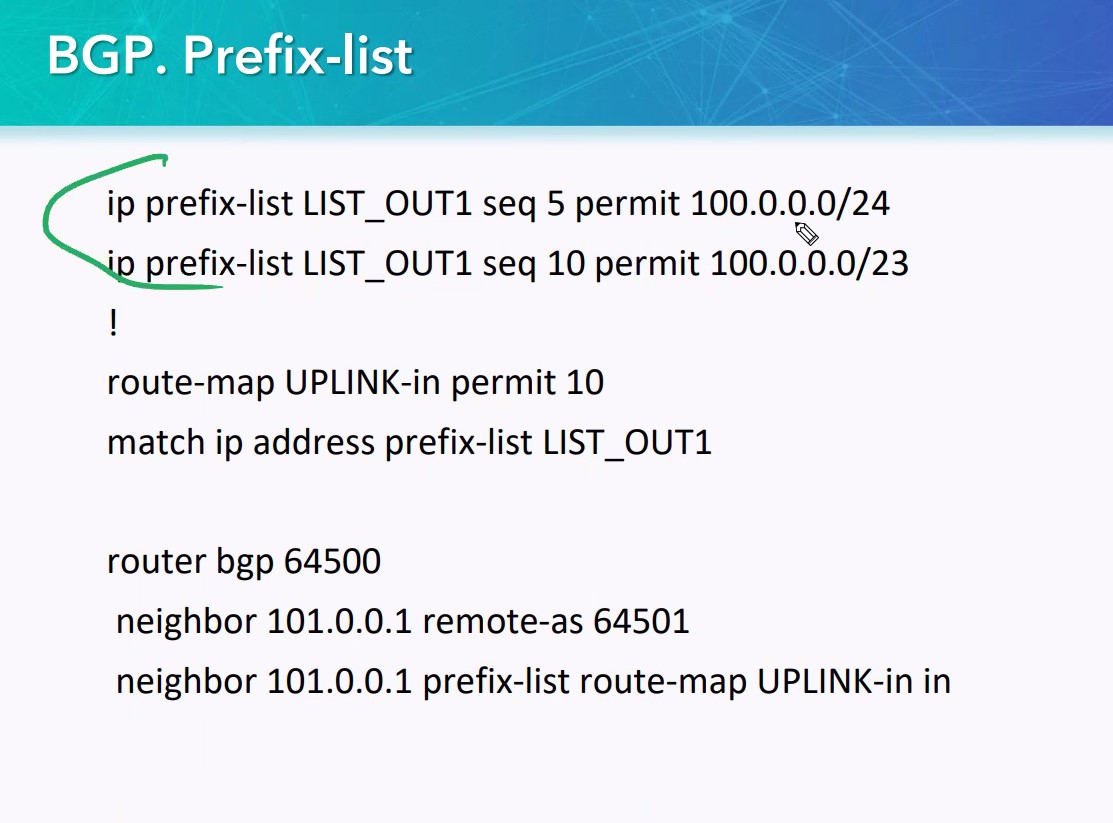 BGP. Prefix-list
ip prefix-list LIST_OUT1 seq 5 permit 100.0.0.0/24
ip prefix-list LIST_OUT1 seq 10 permit 100.0.0.0/23
!
route-map UPLINK-in permit 10
match ip address prefix-list LIST_OUT1
router bgp 64500
neighbor 101.0.0.1 remote-as 64501
neighbor 101.0.0.1 prefix-list route-map UPLINK-in in